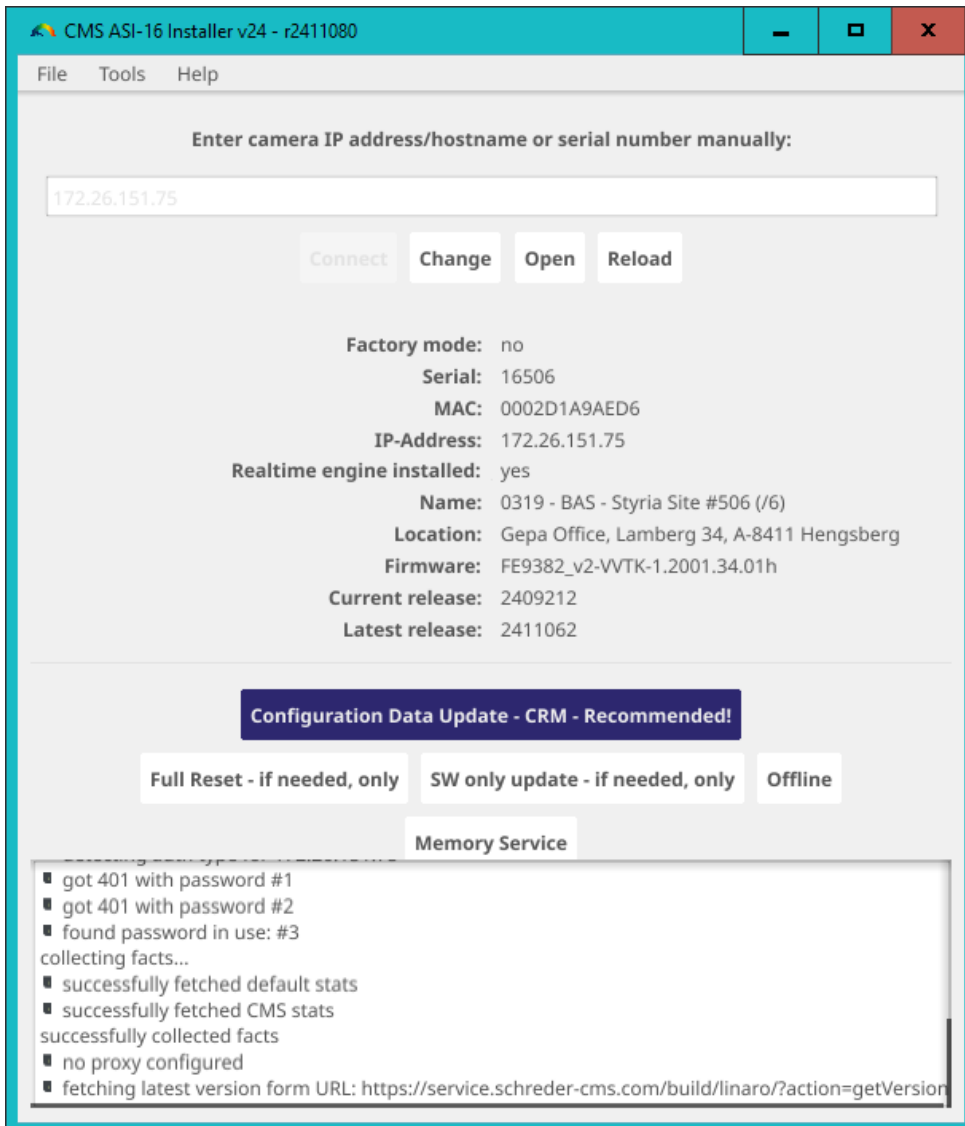 CMS ASI-16 Installer v24 - r2411080
File Tools Help
Enter camera IP address/hostname or serial number manually:
172.26.151.75
Connect Change Open Reload
Factory mode: no
Serial: 16506
MAC: 0002D1A9AED6
IP-Address: 172.26.151.75
Realtime engine installed: yes
Name: 0319 - BAS - Styria Site #506 (/6)
Location: Gepa Office, Lamberg 34, A-8411 Hengsberg
Firmware: FE9382_v2-VVTK-1.2001.34.01h
Current release: 2409212
Latest release: 2411062
Configuration Data Update - CRM - Recommended!
Full Reset - if needed, only SW only update - if needed, only Offline
Memory Service
got 401 with password #1
got 401 with password #2
found password in use: #3
collecting facts...
successfully fetched default stats
successfully fetched CMS stats
successfully collected facts
no proxy configured
fetching latest version form URL: https://service.schreder-cms.com/build/linaro/?action=getVersion